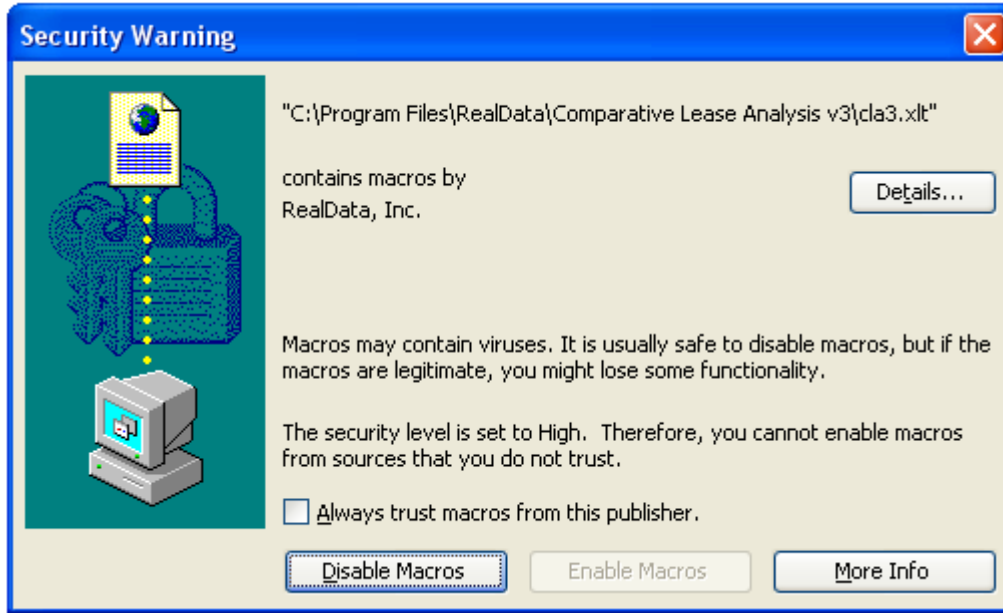 Security Warning
"C:\Program Files\RealData\Comparative Lease Analysis v3\cla3.xlt"
contains macros by
RealData, Inc.
Details...
Macros may contain viruses. It is usually safe to disable macros, but if the
macros are legitimate, you might lose some functionality.
The security level is set to High.  Therefore, you cannot enable macros
from sources that you do not trust.
Always trust macros from this publisher.
Disable Macros
Enable Macros
More Info